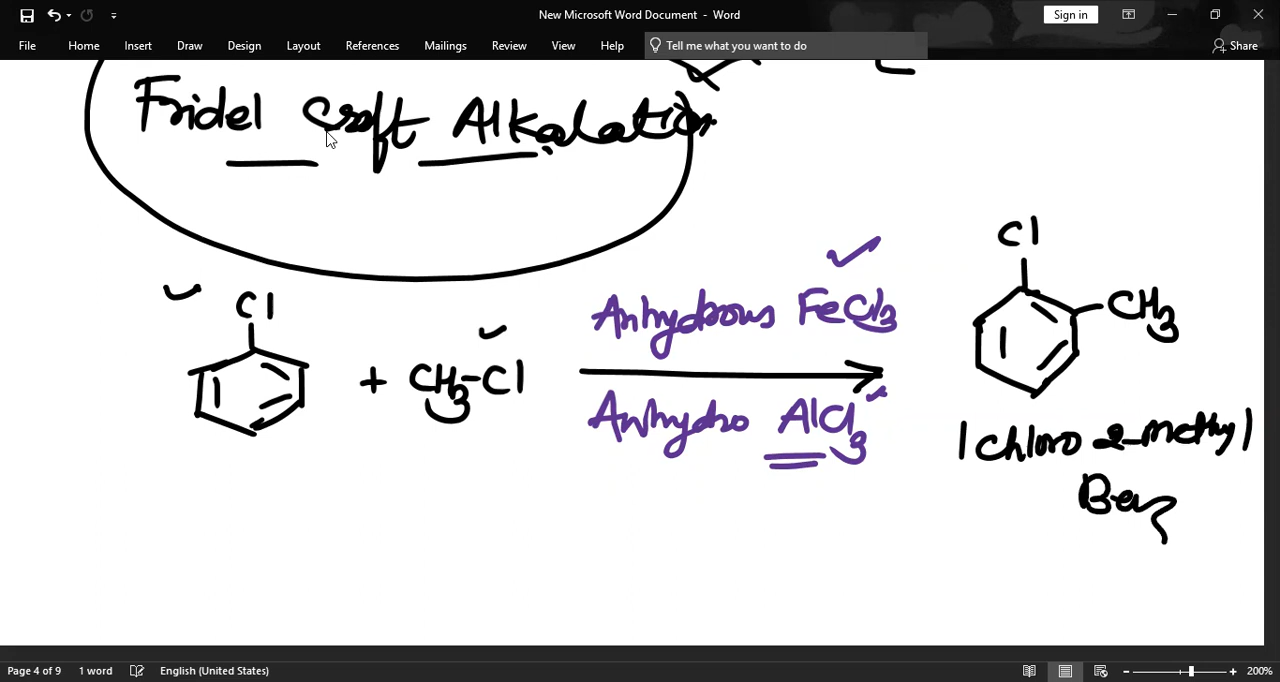 New Microsoft Word Document - Word
Sign in
File Home Insert Draw Design Layout References Mailings Review View Help Tell me what you want to do Share
Fridel Craft Alkalation
Cl
Cl
Anhydrous FeCl3
CH3
+ CH3-Cl
Anhydro AlCl3
1 chloro 2-methyl
Benz
Page 4 of 9 1 word English (United States) 200%